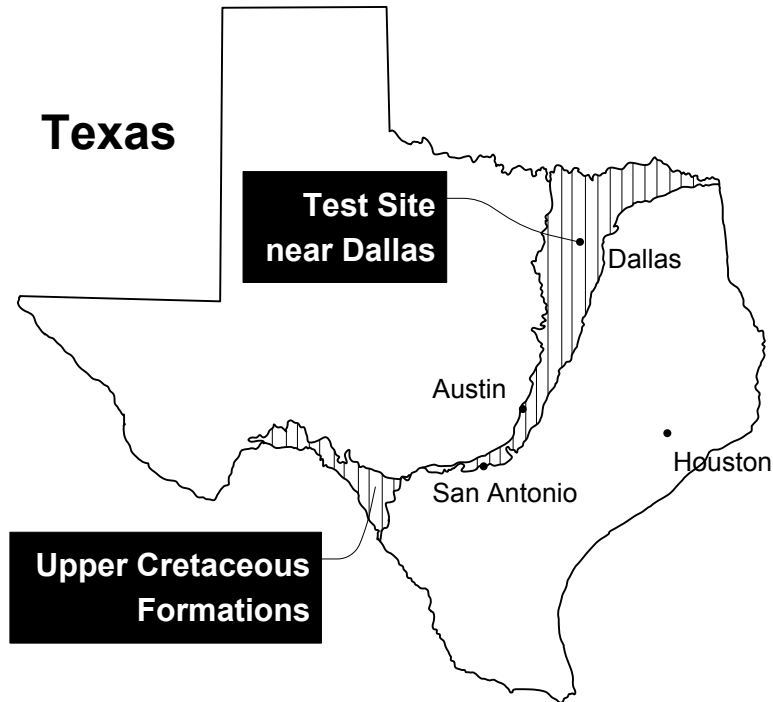 Texas
Test Site
near Dallas
Dallas
Austin
Houston
San Antonio
Upper Cretaceous
Formations